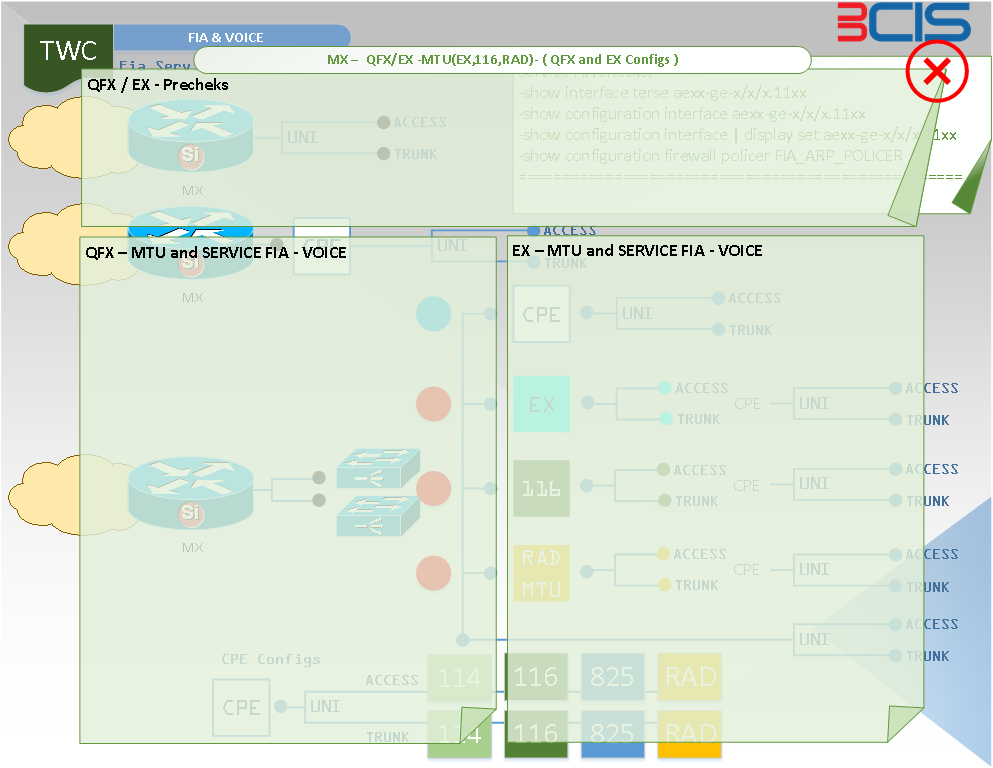 3CIS
TWC
FIA & VOICE
MX – QFX/EX -MTU(EX,116,RAD)- ( QFX and EX Configs )
Fia Serv
QFX / EX - Precheks
-show interface terse aexx-ge-x/x/x.11xx
-show configuration interface aexx-ge-x/x/x.11xx
-show configuration interface | display set aexx-ge-x/x/x.11xx
-show configuration firewall policer FIA_ARP_POLICER
UNI
ACCESS
TRUNK
Si
MX
ACCESS
CPE
UNI
TRUNK
Si
MX
QFX – MTU and SERVICE FIA - VOICE
EX – MTU and SERVICE FIA - VOICE
CPE
UNI
ACCESS
TRUNK
EX
ACCESS
TRUNK
CPE
UNI
ACCESS
TRUNK
116
ACCESS
TRUNK
CPE
UNI
ACCESS
TRUNK
Si
MX
RAD
MTU
ACCESS
TRUNK
CPE
UNI
ACCESS
TRUNK
UNI
ACCESS
TRUNK
CPE Configs
CPE
UNI
ACCESS
114
116
825
RAD
TRUNK
114
116
825
RAD